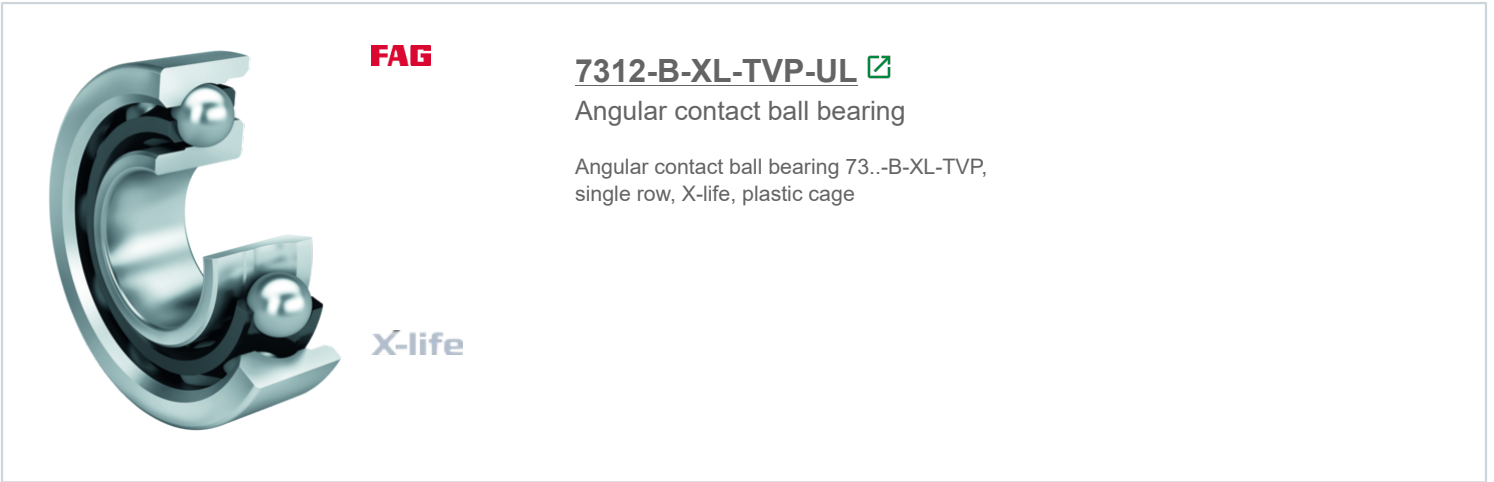 FAG
7312-B-XL-TVP-UL
Angular contact ball bearing
Angular contact ball bearing 73..-B-XL-TVP,
single row, X-life, plastic cage
X-life